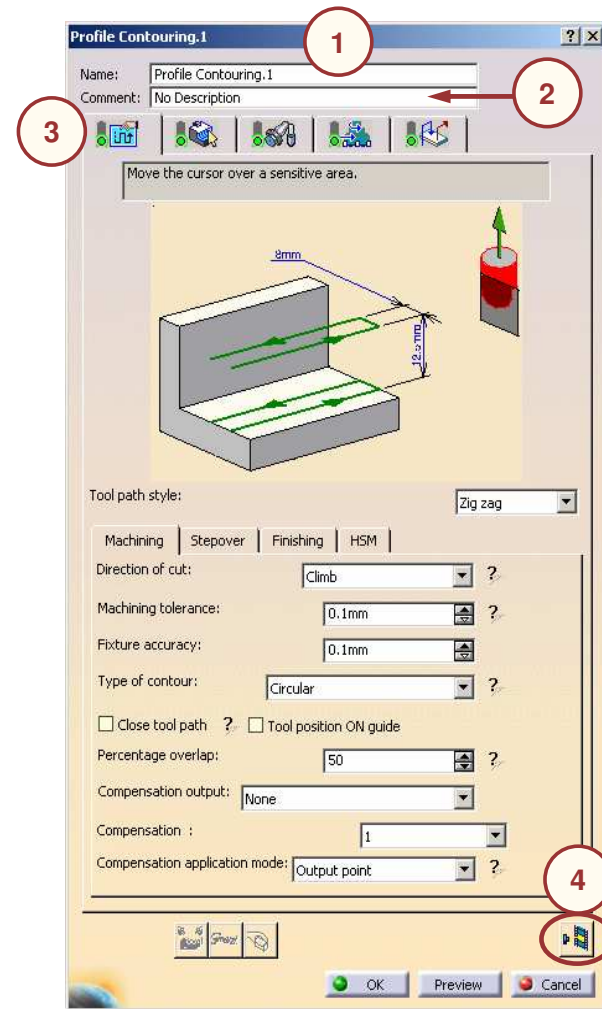 Profile Contouring.1
1
? X
Name: Profile Contouring.1
Comment: No Description
2
3
Move the cursor over a sensitive area.
8mm
12.5mm
Tool path style: Zig zag
Machining Stepover Finishing HSM
Direction of cut: Climb ?
Machining tolerance: 0.1mm ?
Fixture accuracy: 0.1mm
Type of contour: Circular ?
Close tool path ? Tool position ON guide
Percentage overlap: 50 ?
Compensation output: None
Compensation : 1
Compensation application mode: Output point ?
4
OK Preview Cancel